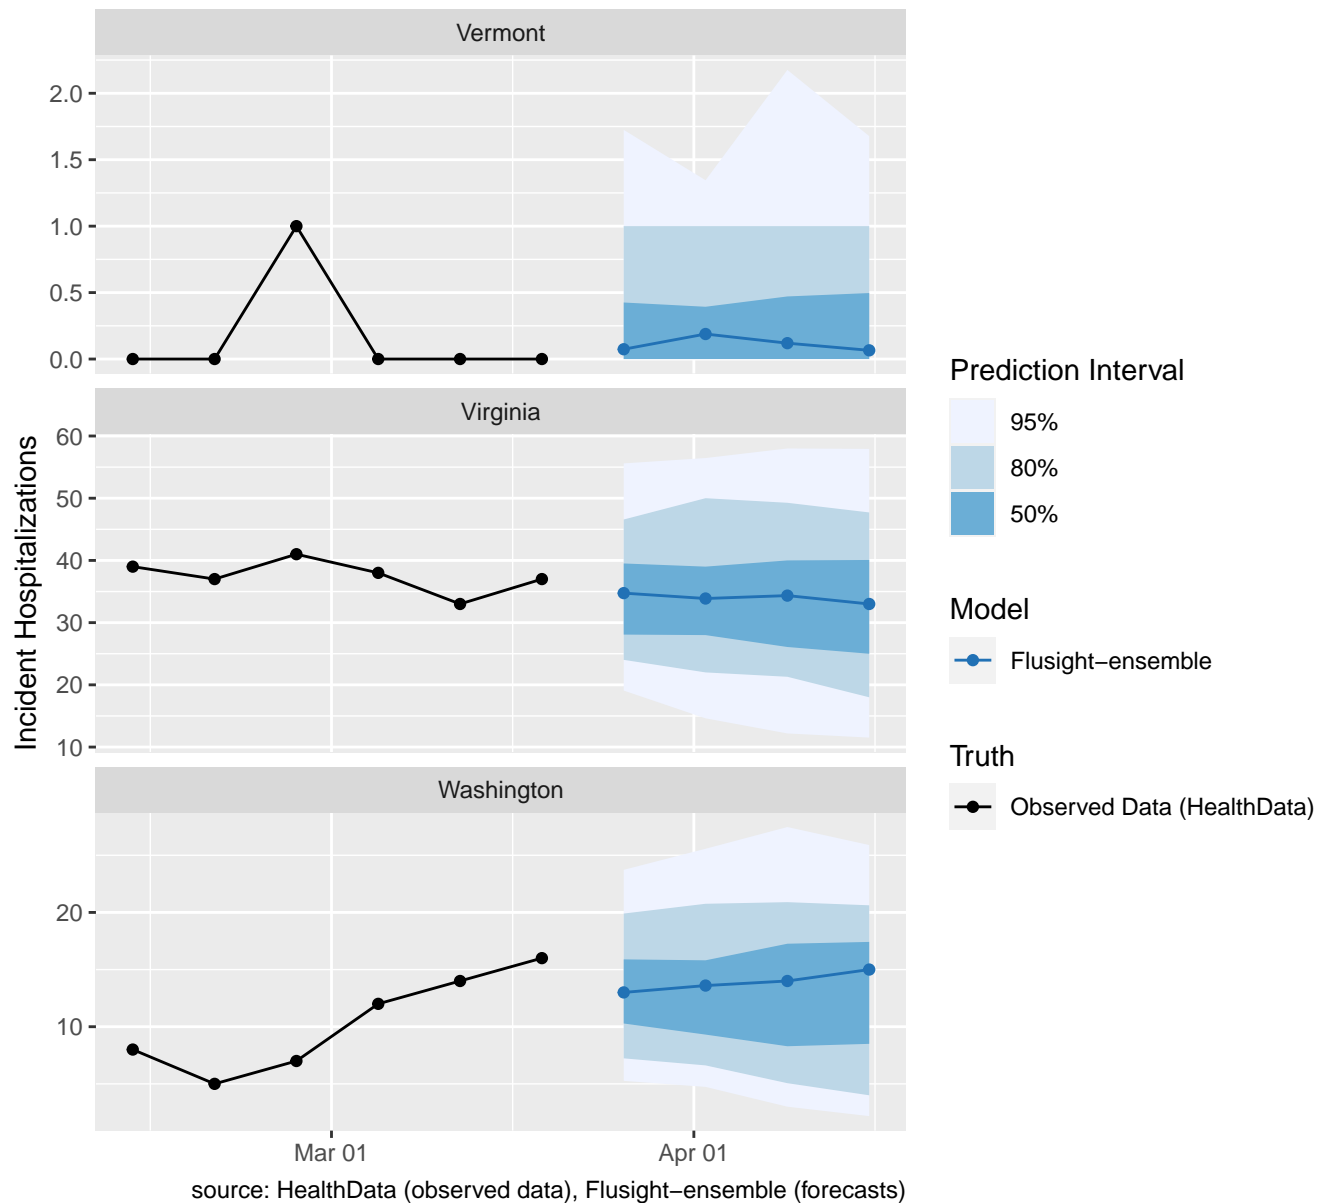 Vermont
2.0
1.5
1.0
0.5
0.0
Virginia
60
50
40
30
20
10
Washington
20
10
Mar 01
Apr 01
Incident Hospitalizations
source: HealthData (observed data), Flusight−ensemble (forecasts)
Prediction Interval
95%
80%
50%
Model
Flusight−ensemble
Truth
Observed Data (HealthData)